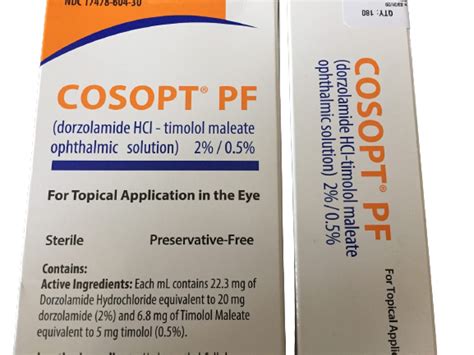 NDC 17478-604-30
COSOPT® PF
(dorzolamide HCl - timolol maleate
ophthalmic solution) 2% / 0.5%
For Topical Application in the Eye
Sterile Preservative-Free
Contains:
Active Ingredients: Each mL contains 22.3 mg of
Dorzolamide Hydrochloride equivalent to 20 mg
dorzolamide (2%) and 6.8 mg of Timolol Maleate
equivalent to 5 mg timolol (0.5%).
QTY: 180
COSOPT® PF
(dorzolamide HCl-timolol maleate
ophthalmic solution) 2% / 0.5%
For Topical Applicati